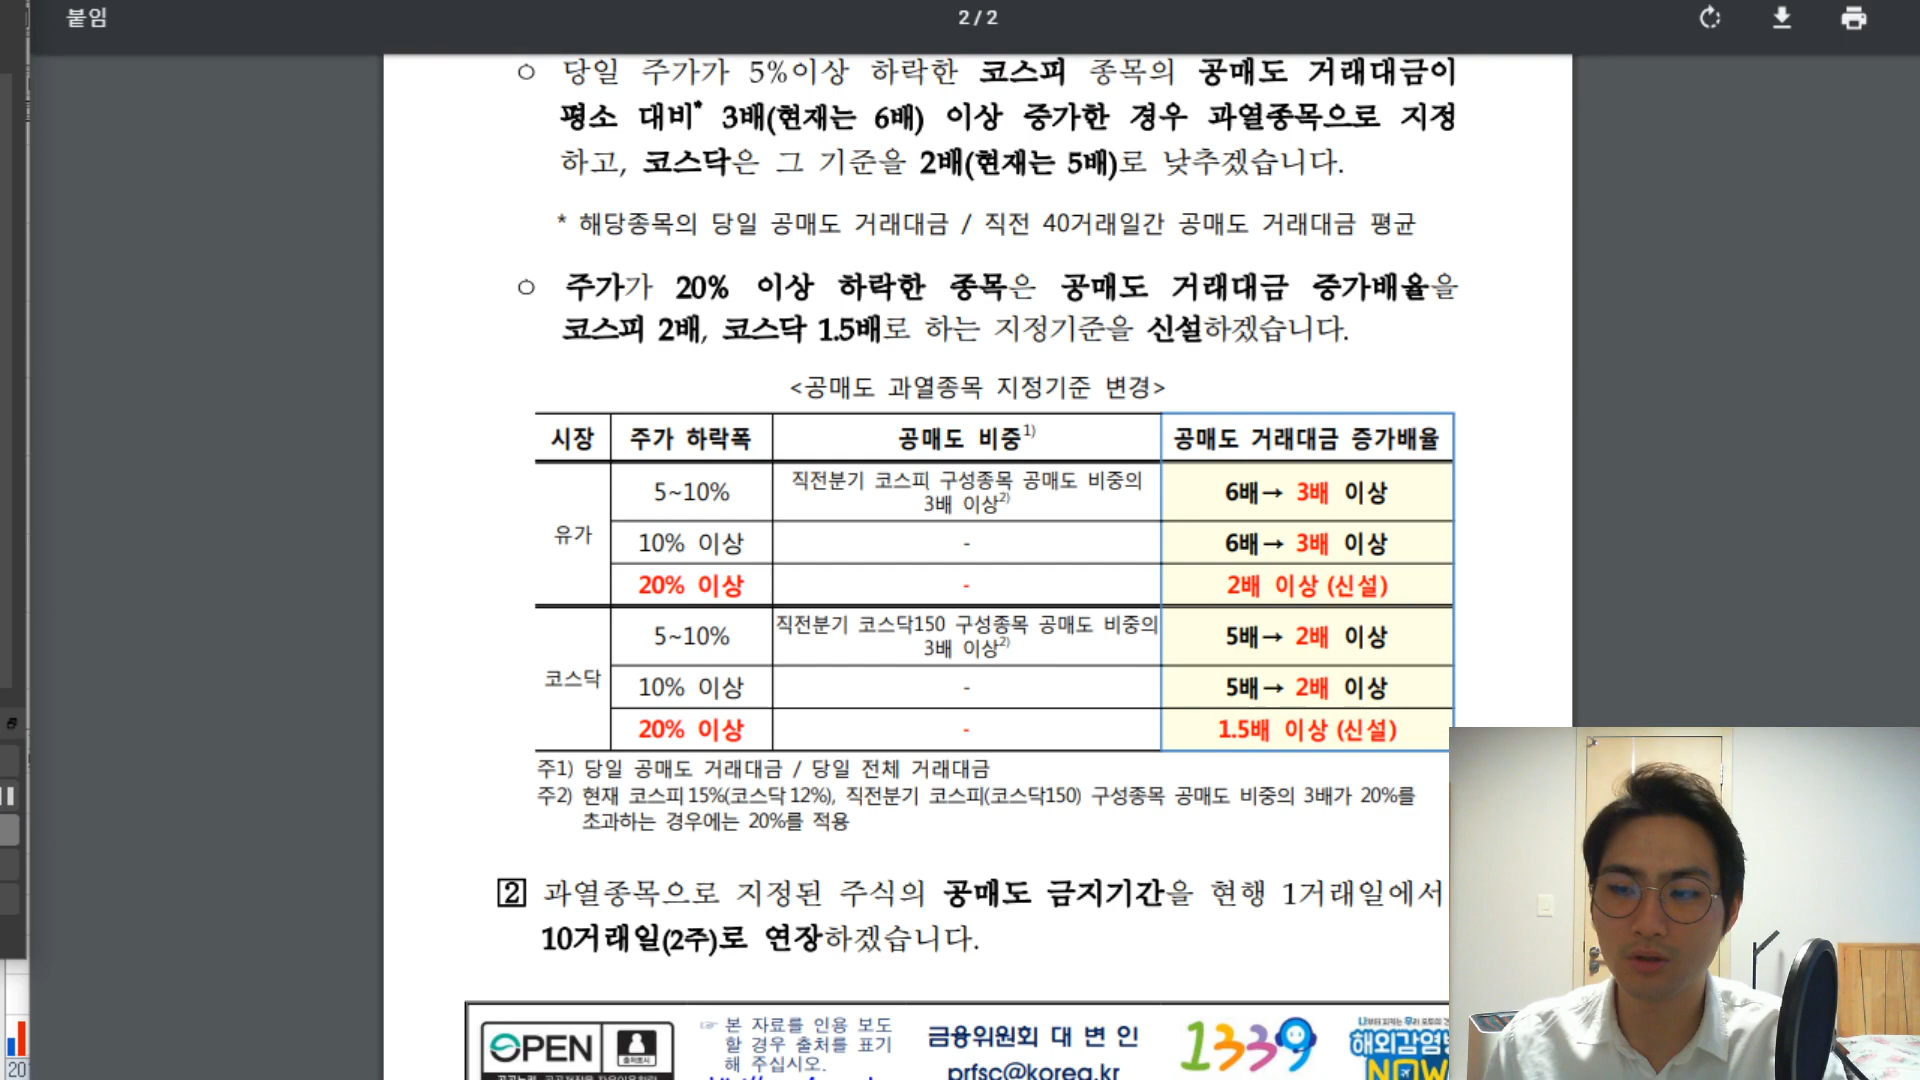 붙임
2 / 2
○ 당일 주가가 5%이상 하락한 코스피 종목의 공매도 거래대금이
평소 대비* 3배(현재는 6배) 이상 증가한 경우 과열종목으로 지정
하고, 코스닥은 그 기준을 2배(현재는 5배)로 낮추겠습니다.
* 해당종목의 당일 공매도 거래대금 / 직전 40거래일간 공매도 거래대금 평균
○ 주가가 20% 이상 하락한 종목은 공매도 거래대금 증가배율을
코스피 2배, 코스닥 1.5배로 하는 지정기준을 신설하겠습니다.
<공매도 과열종목 지정기준 변경>
시장 주가 하락폭 공매도 비중1) 공매도 거래대금 증가배율
유가
5~10% 직전분기 코스피 구성종목 공매도 비중의
3배 이상2)
6배→ 3배 이상
10% 이상 - 6배→ 3배 이상
20% 이상 - 2배 이상 (신설)
코스닥
5~10% 직전분기 코스닥150 구성종목 공매도 비중의
3배 이상2)
5배→ 2배 이상
10% 이상 - 5배→ 2배 이상
20% 이상 - 1.5배 이상 (신설)
주1) 당일 공매도 거래대금 / 당일 전체 거래대금
주2) 현재 코스피 15%(코스닥 12%), 직전분기 코스피(코스닥150) 구성종목 공매도 비중의 3배가 20%를
초과하는 경우에는 20%를 적용
2 과열종목으로 지정된 주식의 공매도 금지기간을 현행 1거래일에서
10거래일(2주)로 연장하겠습니다.
OPEN
출처표시
☞ 본 자료를 인용 보도
할 경우 출처를 표기
해 주십시오.
금융위원회 대 변 인
prfsc@korea.kr
1339
해외감염병
NOW
20